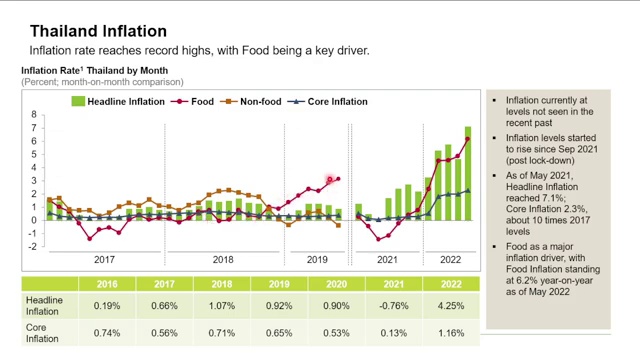 Thailand Inflation
Inflation rate reaches record highs, with Food being a key driver.
Inflation Rate¹ Thailand by Month
(Percent; month-on-month comparison)
Headline Inflation Food Non-food Core Inflation
8
7
6
5
4
3
2
1
0
-1
-2
2017 2018 2019 2021 2022
2016 2017 2018 2019 2020 2021 2022
Headline Inflation 0.19% 0.66% 1.07% 0.92% 0.90% -0.76% 4.25%
Core Inflation 0.74% 0.56% 0.71% 0.65% 0.53% 0.13% 1.16%
Inflation currently at
levels not seen in the
recent past
Inflation levels started
to rise since Sep 2021
(post lock-down)
As of May 2021,
Headline Inflation
reached 7.1%;
Core Inflation 2.3%,
about 10 times 2017
levels
Food as a major
inflation driver, with
Food Inflation standing
at 6.2% year-on-year
as of May 2022